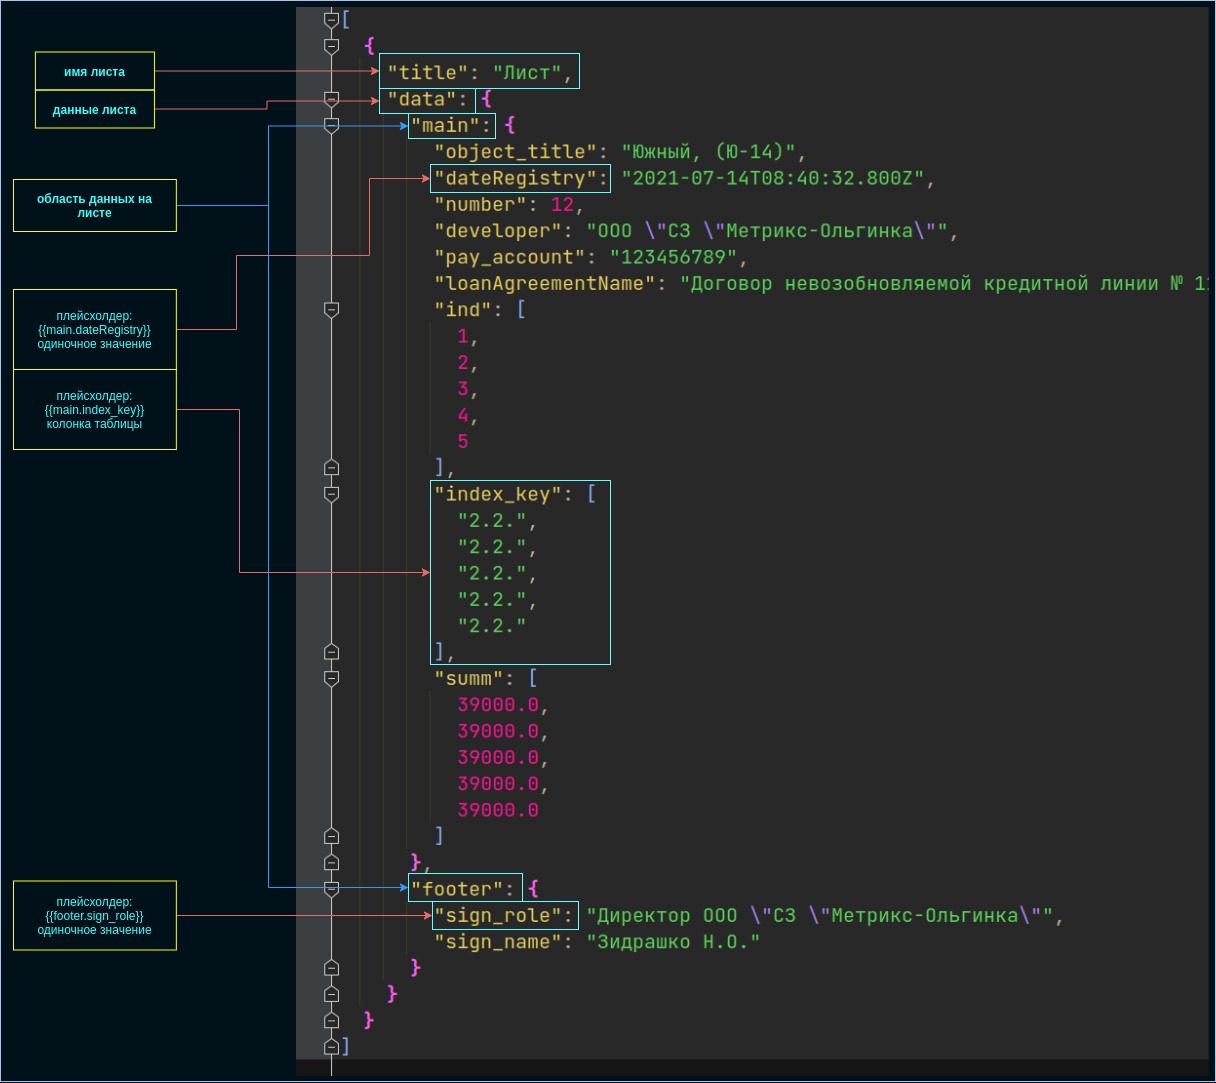 [
{
имя листа
"title": "Лист",
данные листа
"data": {
"main": {
"object_title": "Южный, (Ю-14)",
область данных на
листе
"dateRegistry": "2021-07-14T08:40:32.800Z",
"number": 12,
"developer": "ООО \"СЗ \"Метрикс-Ольгинка\"",
"pay_account": "123456789",
"loanAgreementName": "Договор невозобновляемой кредитной линии №
"ind": [
плейсхолдер:
{{main.dateRegistry}}
одиночное значение
1,
2,
3,
4,
5
],
плейсхолдер:
{{main.index_key}}
колонка таблицы
"index_key": [
"2.2.",
"2.2.",
"2.2.",
"2.2.",
"2.2."
],
"summ": [
39000.0,
39000.0,
39000.0,
39000.0,
39000.0
]
},
"footer": {
плейсхолдер:
{{footer.sign_role}}
одиночное значение
"sign_role": "Директор ООО \"СЗ \"Метрикс-Ольгинка\"",
"sign_name": "Зидрашко Н.О."
}
}
}
]